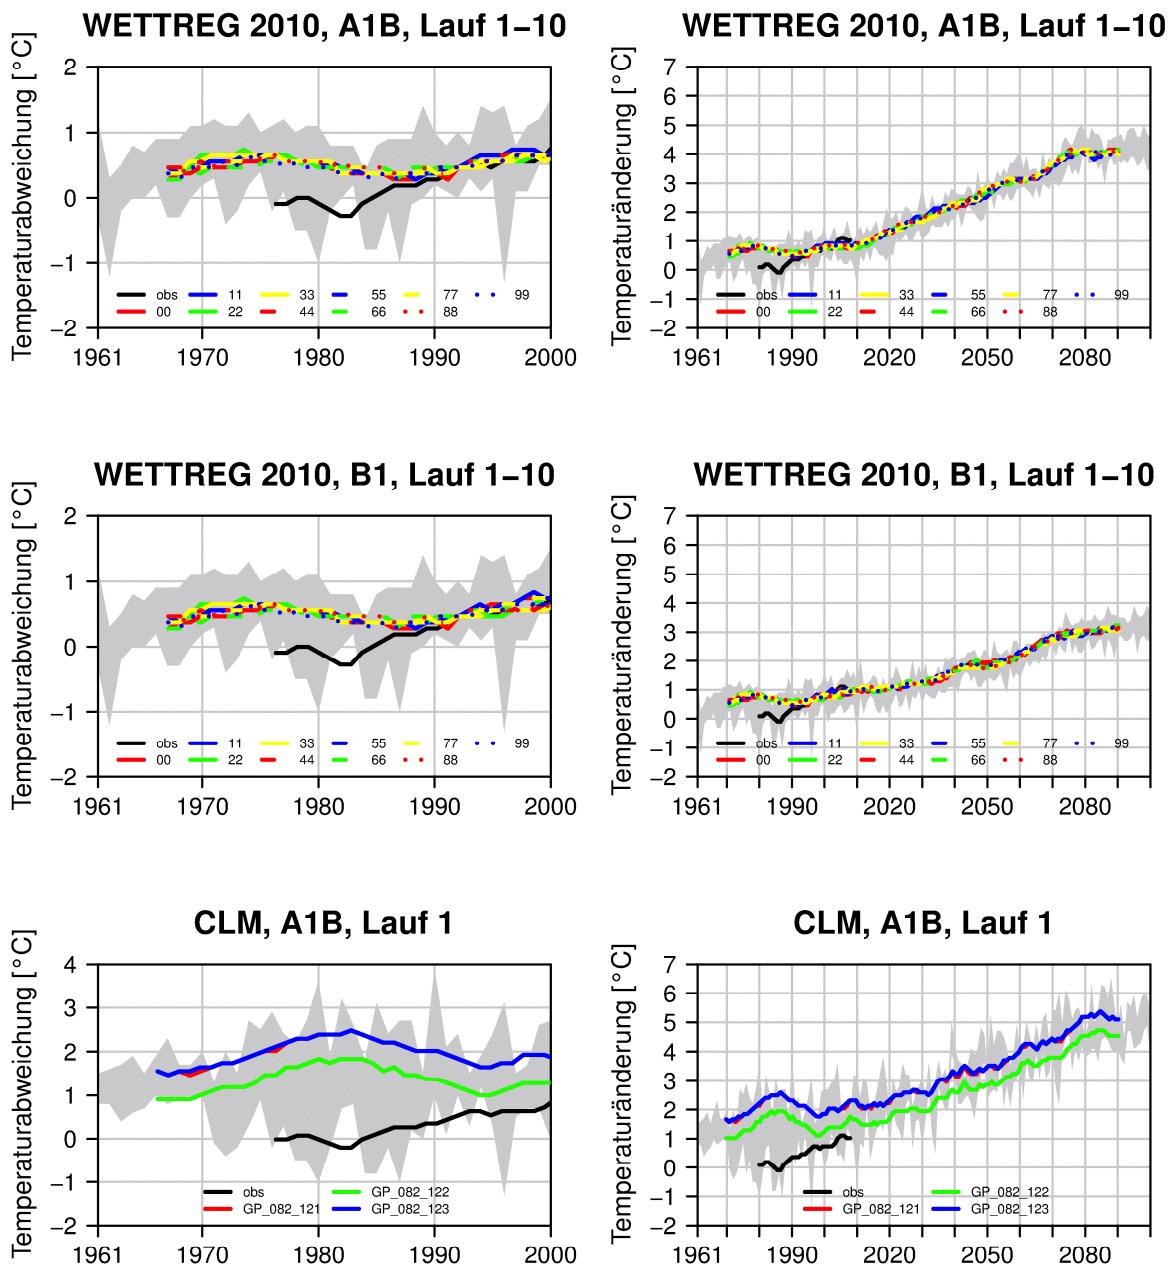 WETTREG 2010, A1B, Lauf 1−10
Temperaturabweichung [°C]
2
1
0
−1
−2
obs 11 33 55 77 99
00 22 44 66 88
1961 1970 1980 1990 2000
WETTREG 2010, A1B, Lauf 1−10
Temperaturänderung [°C]
7
6
5
4
3
2
1
0
−1
−2
obs 11 33 55 77 99
00 22 44 66 88
1961 1990 2020 2050 2080
WETTREG 2010, B1, Lauf 1−10
Temperaturabweichung [°C]
2
1
0
−1
−2
obs 11 33 55 77 99
00 22 44 66 88
1961 1970 1980 1990 2000
WETTREG 2010, B1, Lauf 1−10
Temperaturänderung [°C]
7
6
5
4
3
2
1
0
−1
−2
obs 11 33 55 77 99
00 22 44 66 88
1961 1990 2020 2050 2080
CLM, A1B, Lauf 1
Temperaturabweichung [°C]
4
3
2
1
0
−1
−2
obs GP_082_122
GP_082_121 GP_082_123
1961 1970 1980 1990 2000
CLM, A1B, Lauf 1
Temperaturänderung [°C]
7
6
5
4
3
2
1
0
−1
−2
obs GP_082_122
GP_082_121 GP_082_123
1961 1990 2020 2050 2080